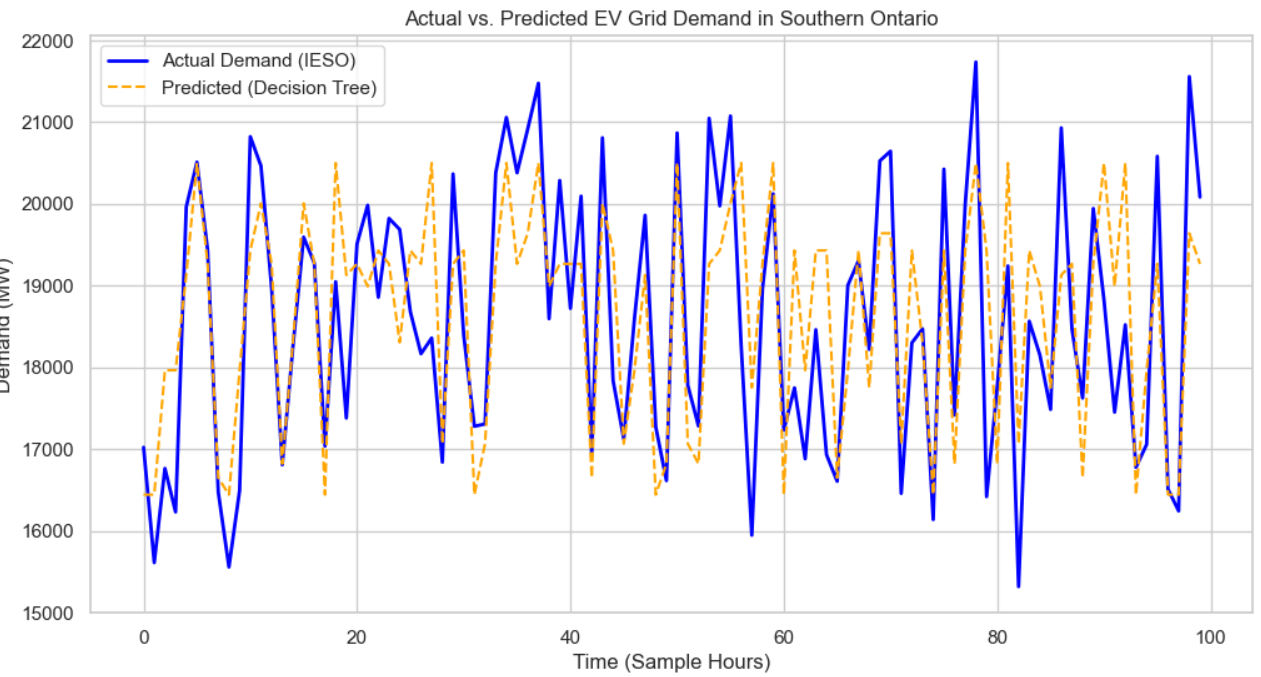 Actual vs. Predicted EV Grid Demand in Southern Ontario
22000
21000
20000
19000
18000
17000
16000
15000
Demand (MW)
Actual Demand (IESO)
Predicted (Decision Tree)
0 20 40 60 80 100
Time (Sample Hours)